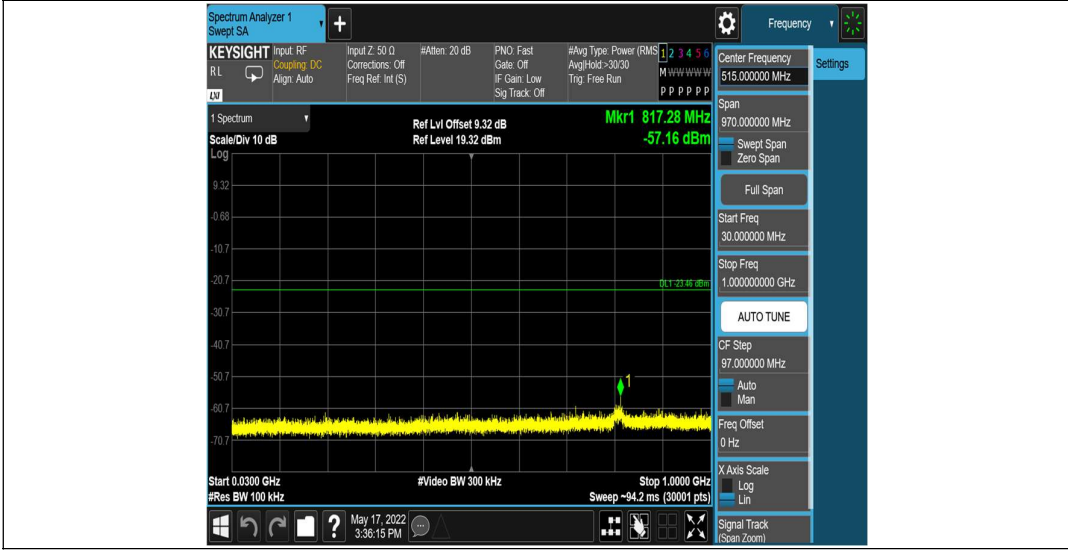 Spectrum Analyzer 1
Swept SA
+
Frequency
KEYSIGHT
RL
LXI
Input: RF
Coupling: DC
Align: Auto
Input Z: 50 Ω
Corrections: Off
Freq Ref: Int (S)
#Atten: 20 dB
PNO: Fast
Gate: Off
IF Gain: Low
Sig Track: Off
#Avg Type: Power (RMS
Avg|Hold:>30/30
Trig: Free Run
1 2 3 4 5 6
M W W W W W
P P P P P P
1 Spectrum
Scale/Div 10 dB
Log
Ref Lvl Offset 9.32 dB
Ref Level 19.32 dBm
Mkr1 817.28 MHz
-57.16 dBm
9.32
-0.68
-10.7
-20.7
-30.7
-40.7
-50.7
-60.7
-70.7
DL1 -23.46 dBm
1
Start 0.0300 GHz
#Res BW 100 kHz
#Video BW 300 kHz
Stop 1.0000 GHz
Sweep ~94.2 ms (30001 pts)
?
May 17, 2022
3:36:15 PM
Center Frequency
515.000000 MHz
Settings
Span
970.000000 MHz
Swept Span
Zero Span
Full Span
Start Freq
30.000000 MHz
Stop Freq
1.000000000 GHz
AUTO TUNE
CF Step
97.000000 MHz
Auto
Man
Freq Offset
0 Hz
X Axis Scale
Log
Lin
Signal Track
(Span Zoom)